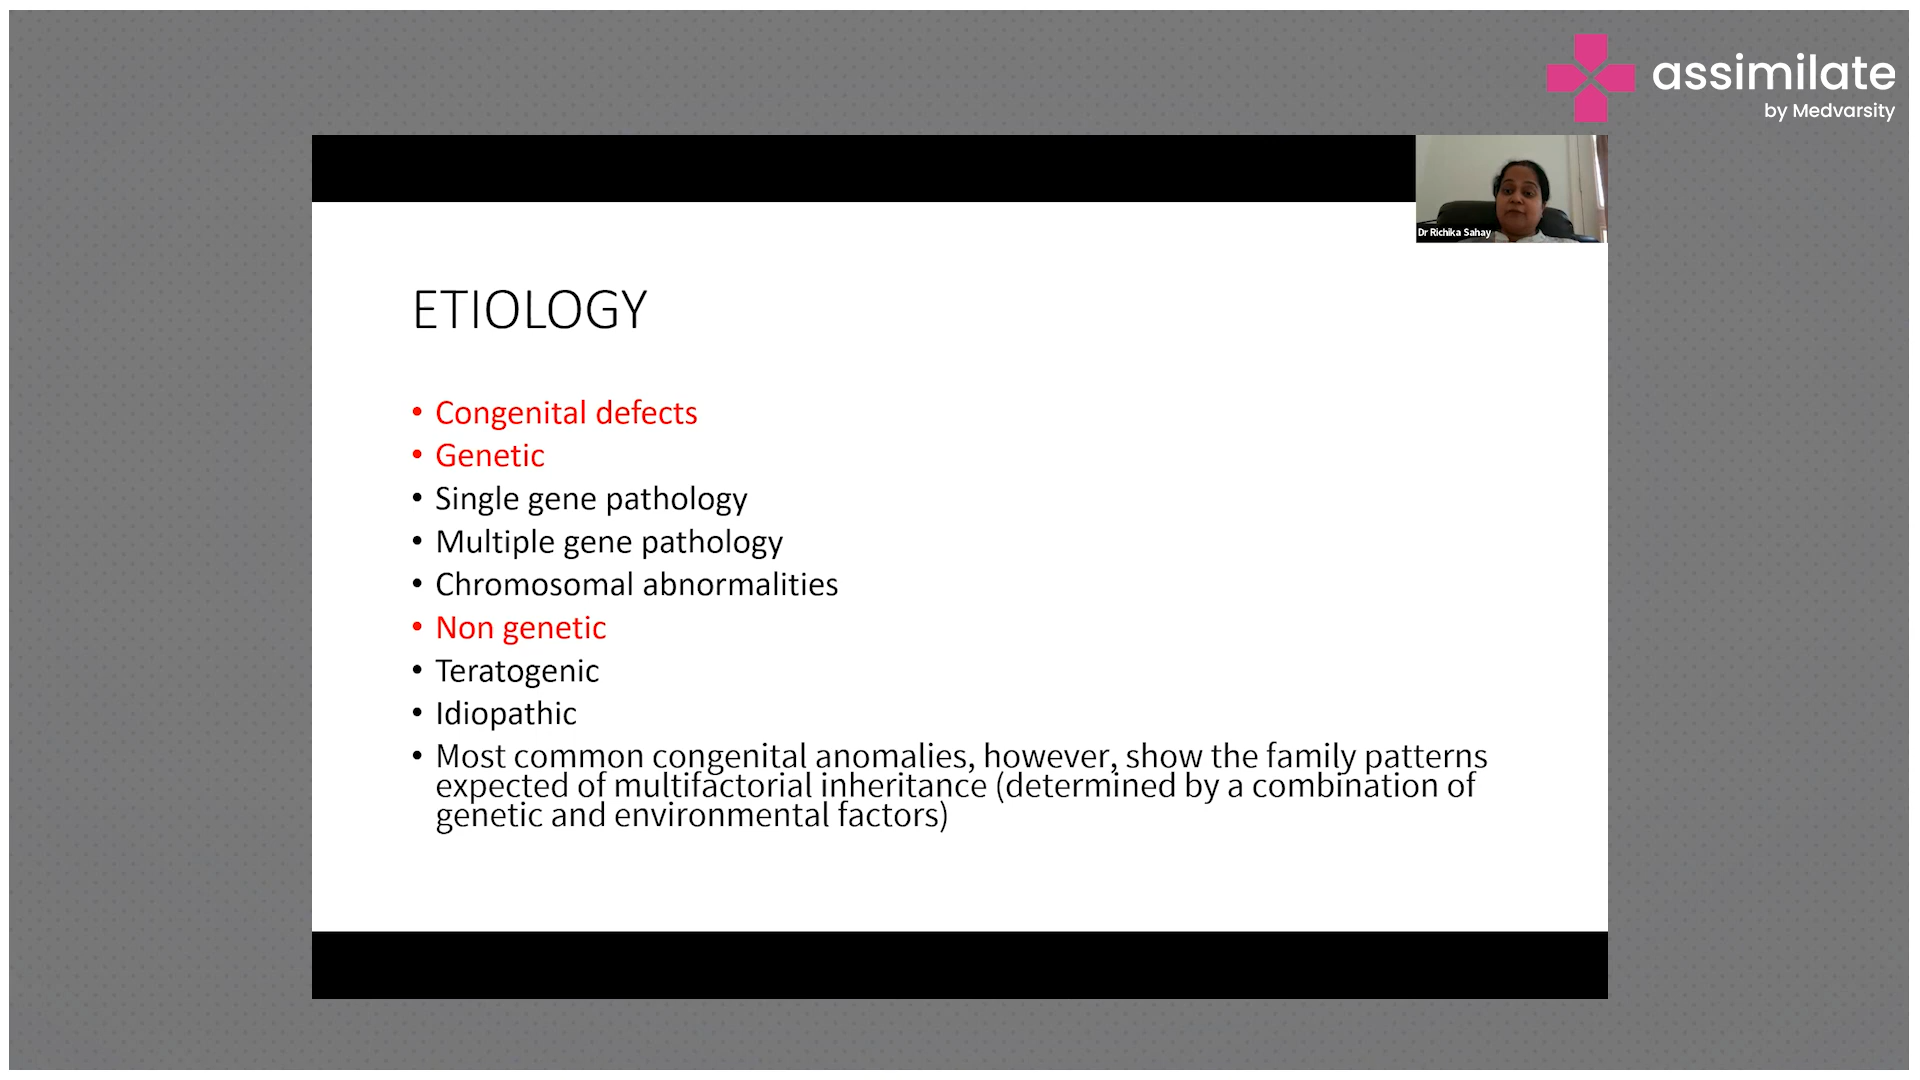 assimilate
by Medvarsity
Dr Richika Sahay
ETIOLOGY
• Congenital defects
• Genetic
• Single gene pathology
• Multiple gene pathology
• Chromosomal abnormalities
• Non genetic
• Teratogenic
• Idiopathic
• Most common congenital anomalies, however, show the family patterns
expected of multifactorial inheritance (determined by a combination of
genetic and environmental factors)